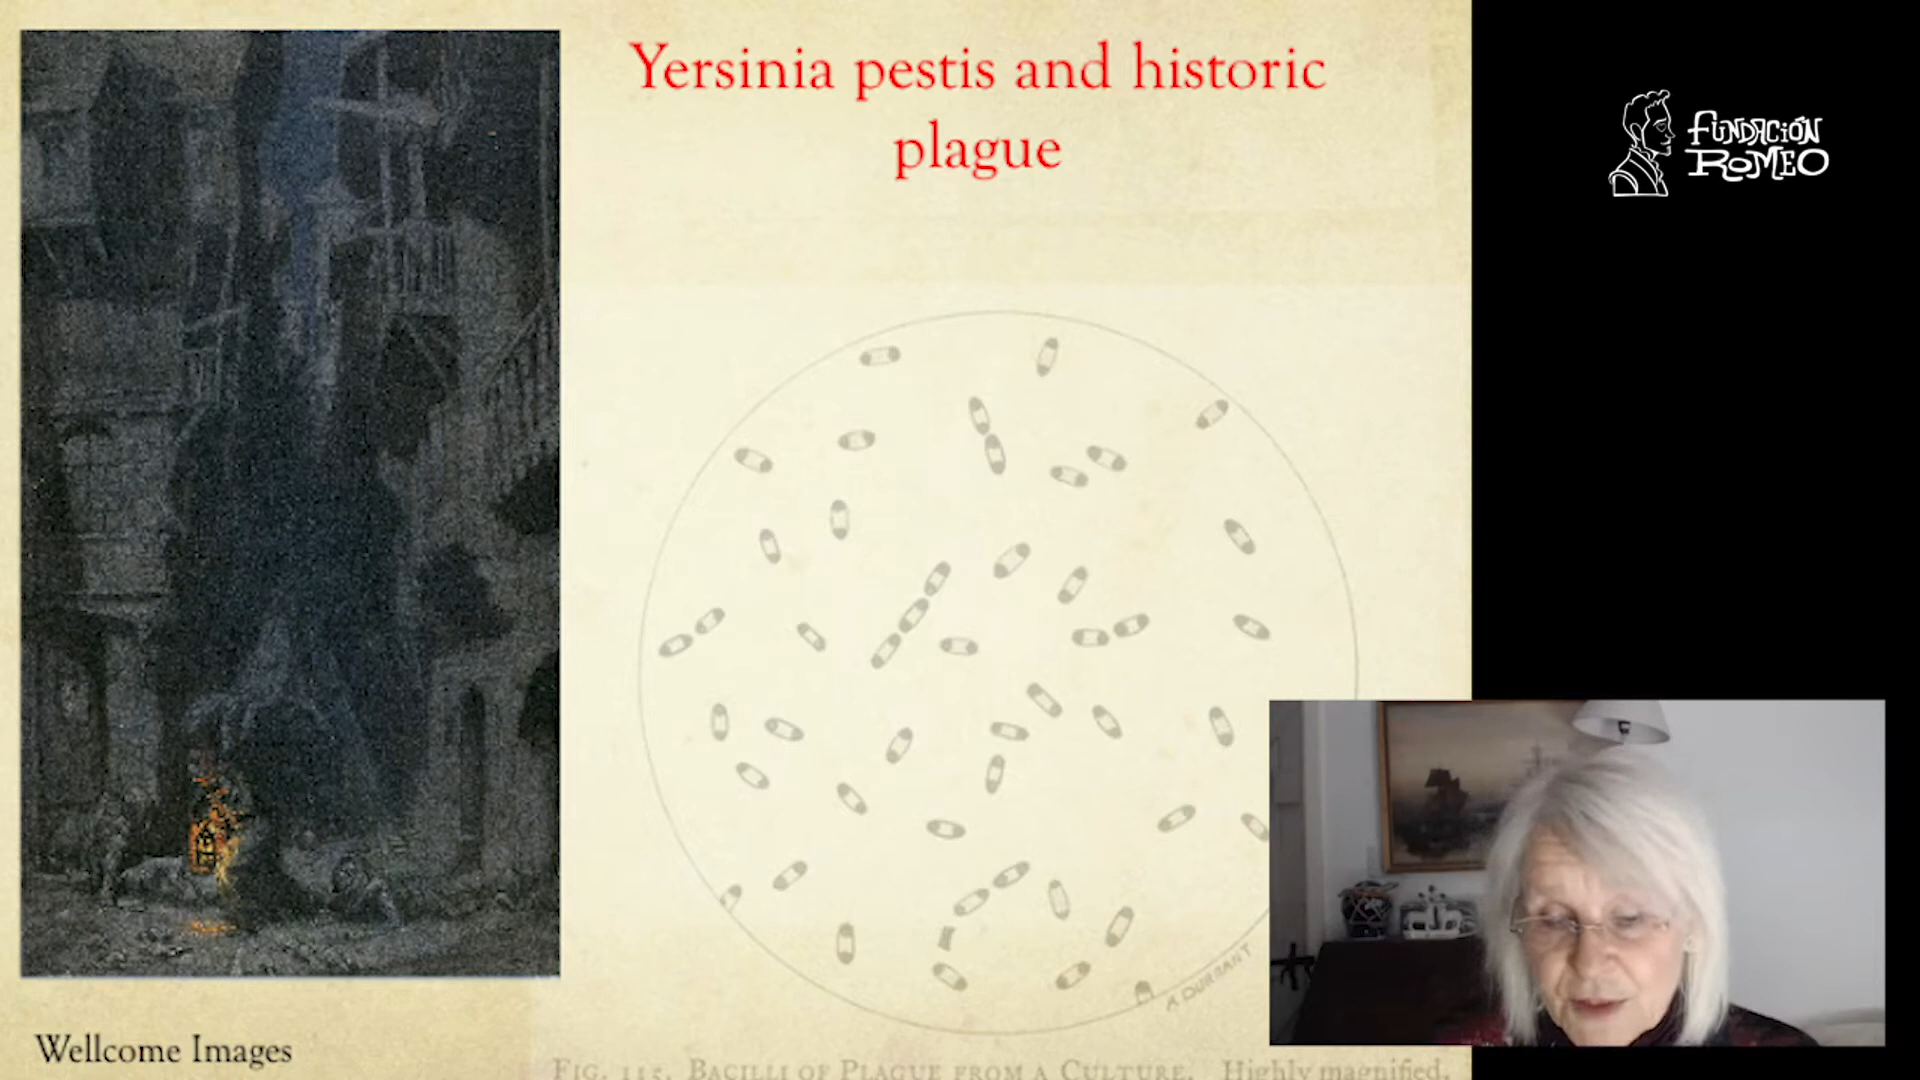 Yersinia pestis and historic
plague
FUNDACIÓN
ROMEO
A DURRANT
Wellcome Images
FIG. 115. BACILLI OF PLAGUE FROM A CULTURE. Highly magnified.